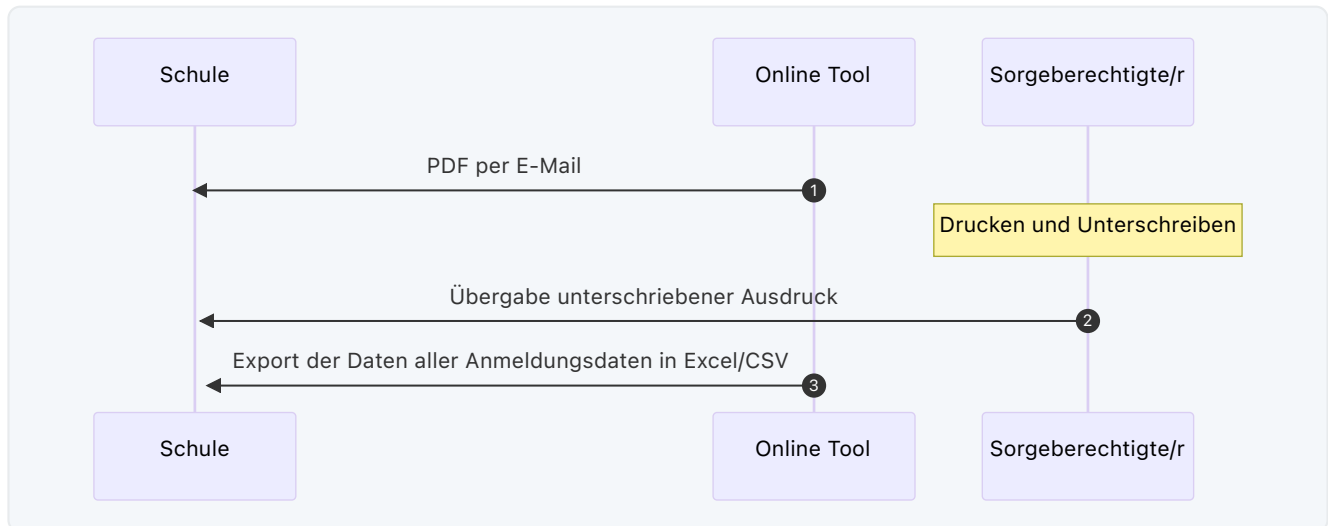 Schule
Online Tool
Sorgeberechtigte/r
PDF per E-Mail
1
Drucken und Unterschreiben
Übergabe unterschriebener Ausdruck
2
Export der Daten aller Anmeldungsdaten in Excel/CSV
3
Schule
Online Tool
Sorgeberechtigte/r